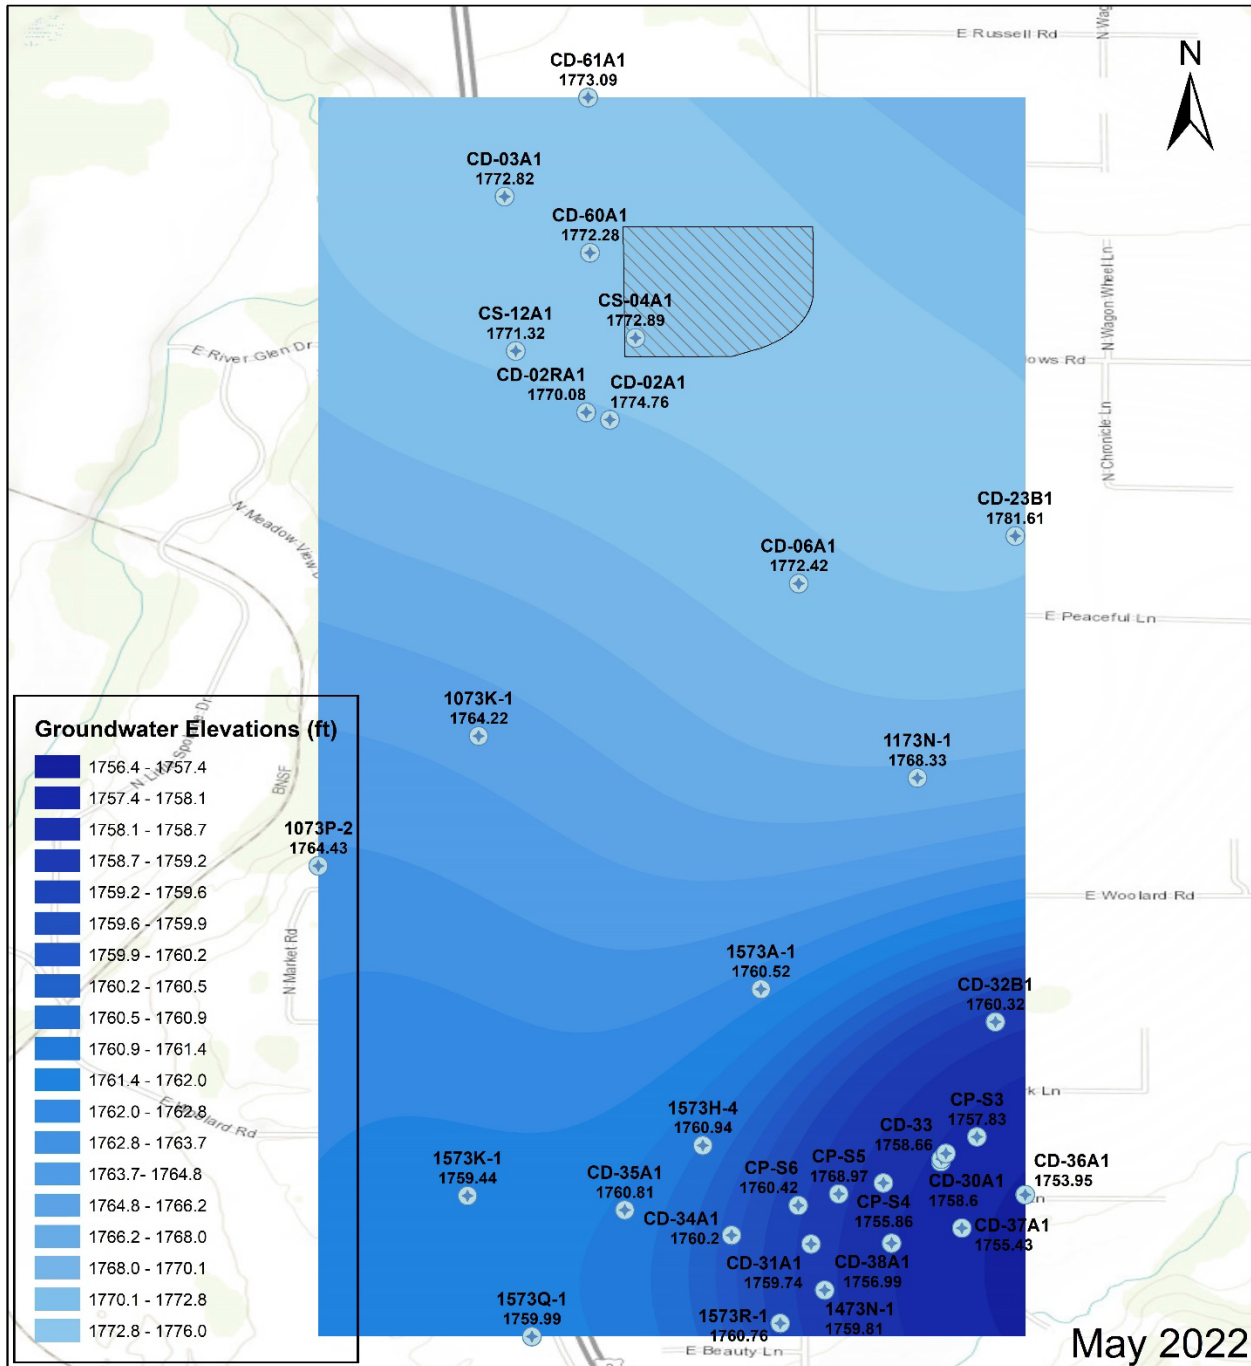 E Russell Rd
N
CD-61A1
1773.09
CD-03A1
1772.82
CD-60A1
1772.28
CS-04A1
1772.89
CS-12A1
1771.32
E River Glen Dr
N Wagon Wheel Ln
ows Rd
CD-02RA1
1770.08
CD-02A1
1774.76
N Chronicle Ln
CD-23B1
1781.61
N Meadow View D
CD-06A1
1772.42
E Peaceful Ln
1073K-1
1764.22
1173N-1
1768.33
BNSF
1073P-2
1764.43
E Woolard Rd
N Market Rd
1573A-1
1760.52
CD-32B1
1760.32
k Ln
CP-S3
1757.83
CD-33
1758.66
1573H-4
1760.94
CP-S5
1768.97
CP-S6
1760.42
CD-36A1
1753.95
1573K-1
1759.44
CD-35A1
1760.81
CD-30A1
1758.6
CP-S4
1755.86
CD-34A1
1760.2
CD-37A1
1755.43
CD-31A1
1759.74
CD-38A1
1756.99
1473N-1
1759.81
1573Q-1
1759.99
1573R-1
1760.76
E Beauty Ln
Groundwater Elevations (ft)
1756.4 - 1757.4
1757.4 - 1758.1
1758.1 - 1758.7
1758.7 - 1759.2
1759.2 - 1759.6
1759.6 - 1759.9
1759.9 - 1760.2
1760.2 - 1760.5
1760.5 - 1760.9
1760.9 - 1761.4
1761.4 - 1762.0
1762.0 - 1762.8
1762.8 - 1763.7
1763.7- 1764.8
1764.8 - 1766.2
1766.2 - 1768.0
1768.0 - 1770.1
1770.1 - 1772.8
1772.8 - 1776.0
May 2022